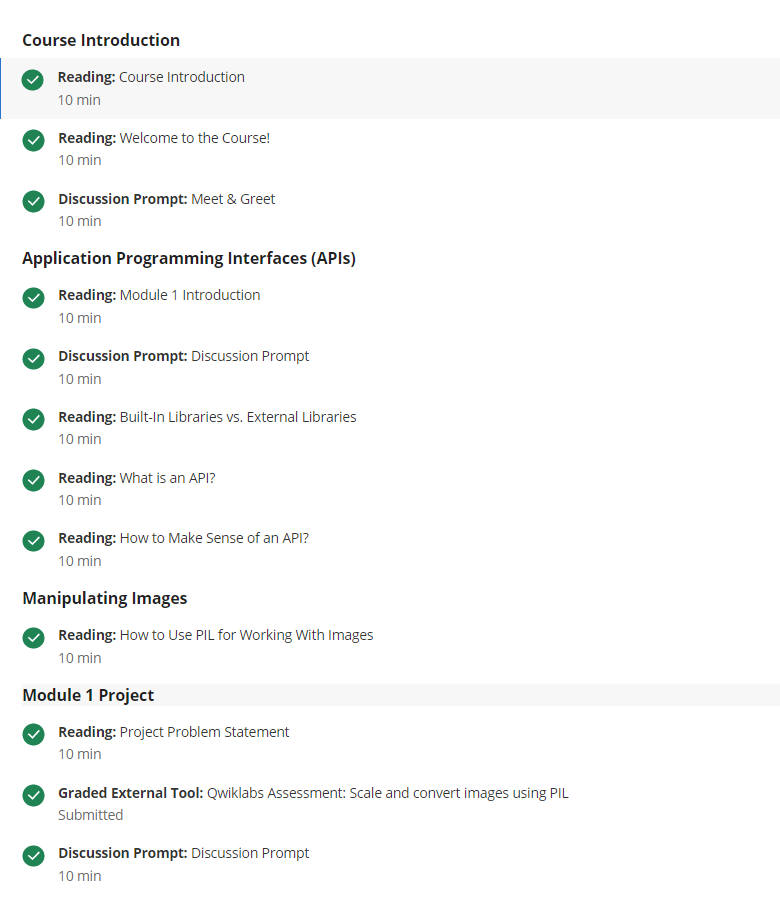 Course Introduction
Reading: Course Introduction
10 min
Reading: Welcome to the Course!
10 min
Discussion Prompt: Meet & Greet
10 min
Application Programming Interfaces (APIs)
Reading: Module 1 Introduction
10 min
Discussion Prompt: Discussion Prompt
10 min
Reading: Built-In Libraries vs. External Libraries
10 min
Reading: What is an API?
10 min
Reading: How to Make Sense of an API?
10 min
Manipulating Images
Reading: How to Use PIL for Working With Images
10 min
Module 1 Project
Reading: Project Problem Statement
10 min
Graded External Tool: Qwiklabs Assessment: Scale and convert images using PIL
Submitted
Discussion Prompt: Discussion Prompt
10 min